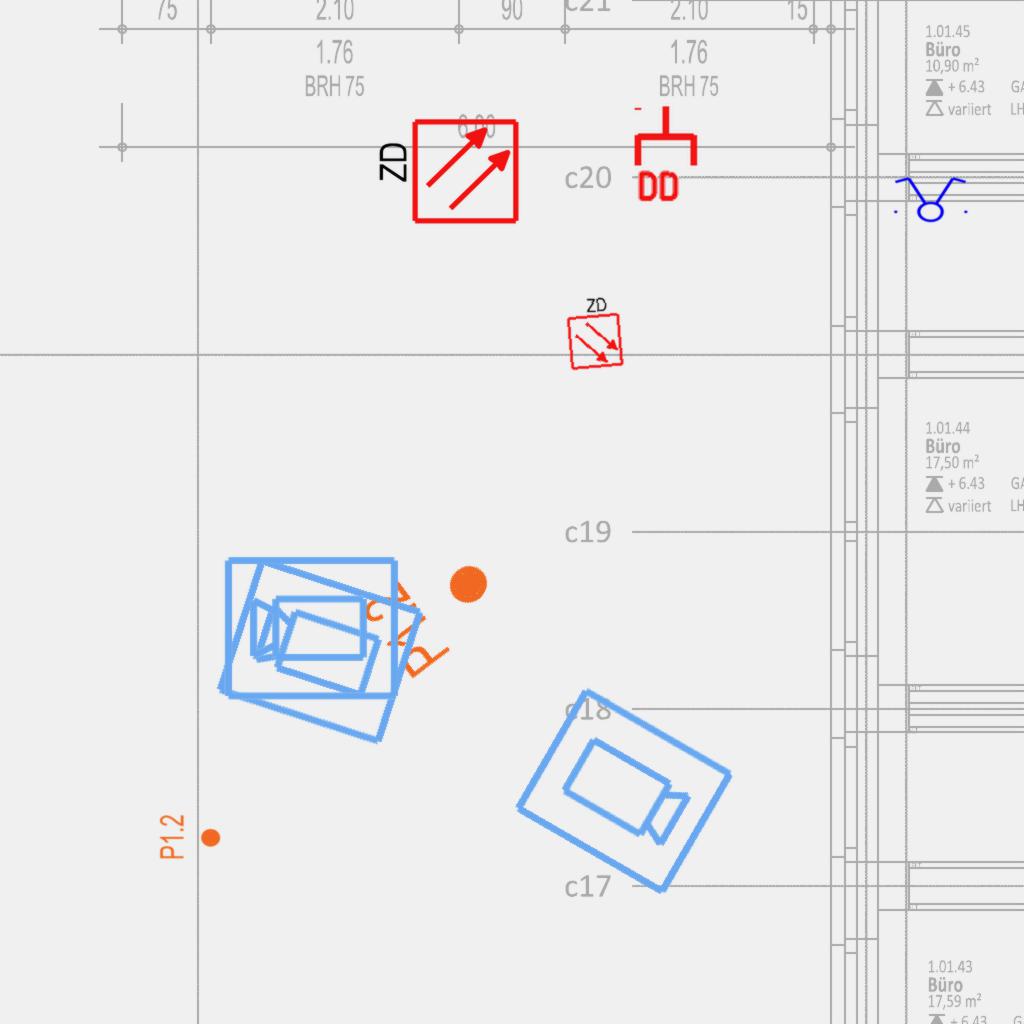 75 2.10 90 c21 2.10 15
1.76 1.76
BRH 75 BRH 75
6.00
ZD
DD
c20
ZD
c19
P1.2
c18
P1.2
c17
1.01.45
Büro
10,90 m²
+ 6.43 GA
variiert LH
1.01.44
Büro
17,50 m²
+ 6.43 GA
variiert LH
1.01.43
Büro
17,59 m²
+ 6.43 G